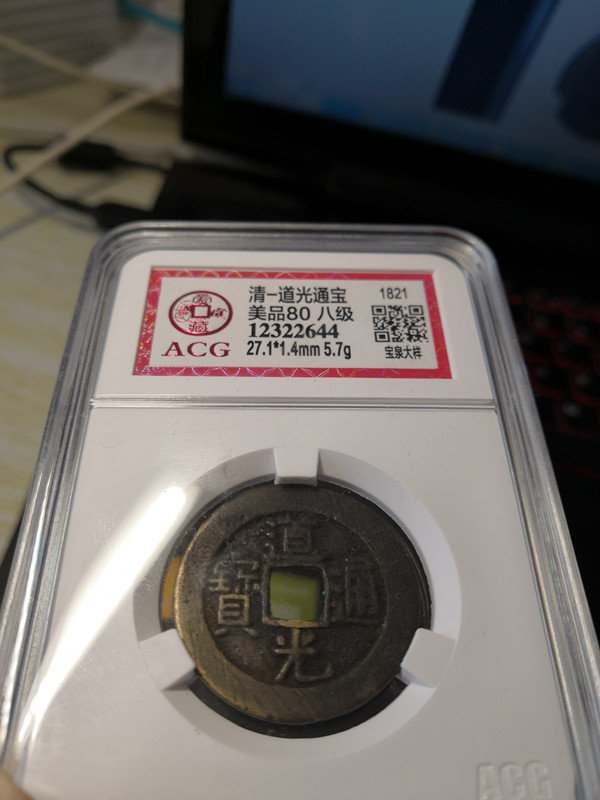 清-道光通宝
美品80 八级
12322644
27.1*1.4mm 5.7g
ACG
1821
宝泉大样
道光通寶
ACG